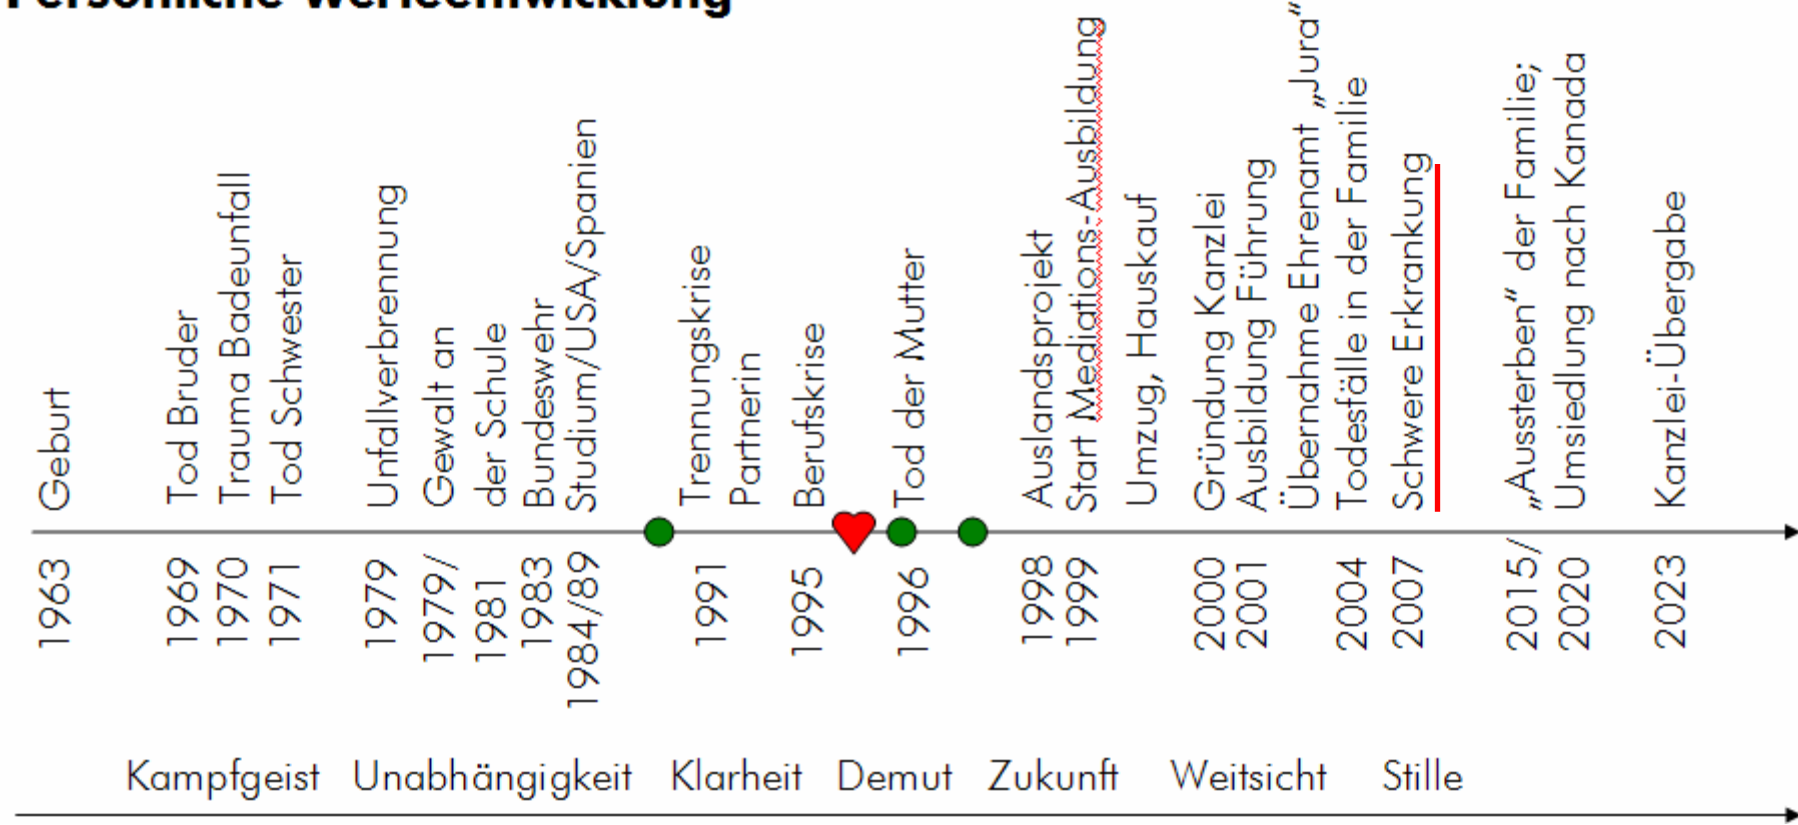 Persönliche Werteentwicklung
Geburt
Tod Bruder
Trauma Badeunfall
Tod Schwester
Unfallverbrennung
Gewalt an
der Schule
Bundeswehr
Studium/USA/Spanien
Trennungskrise
Partnerin
Berufskrise
Tod der Mutter
Auslandsprojekt
Start Mediations-Ausbildung
Umzug, Hauskauf
Gründung Kanzlei
Ausbildung Führung
Übernahme Ehrenamt „Jura“
Todesfälle in der Familie
Schwere Erkrankung
„Aussterben“ der Familie;
Umsiedlung nach Kanada
Kanzlei-Übergabe
1963
1969
1970
1971
1979
1979/
1981
1983
1984/89
1991
1995
1996
1998
1999
2000
2001
2004
2007
2015/
2020
2023
Kampfgeist Unabhängigkeit Klarheit Demut Zukunft Weitsicht Stille